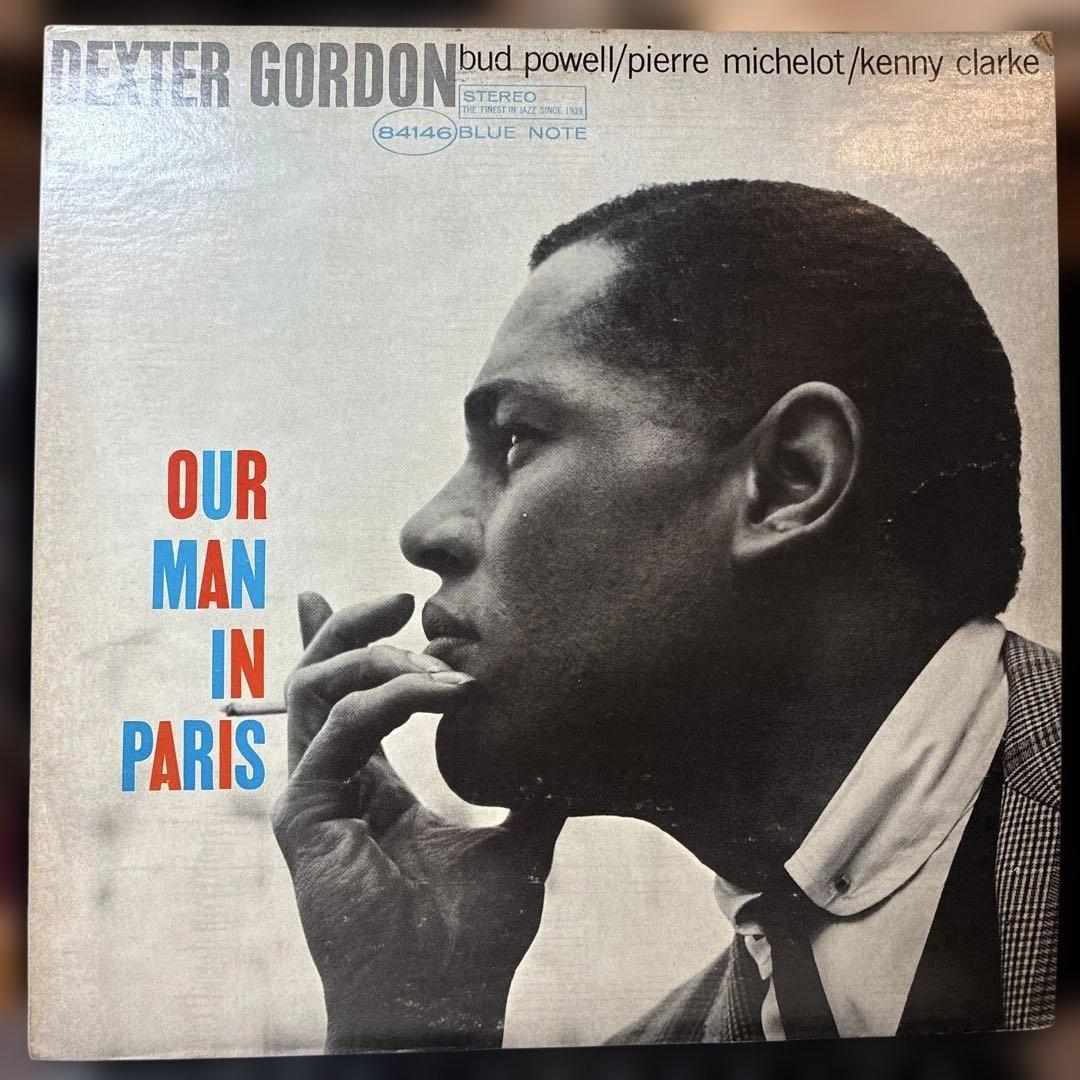 DEXTER GORDON bud powell/pierre michelot/kenny clarke
STEREO
THE FINEST IN JAZZ SINCE 1939
84146 BLUE NOTE
OUR
MAN
IN
PARIS